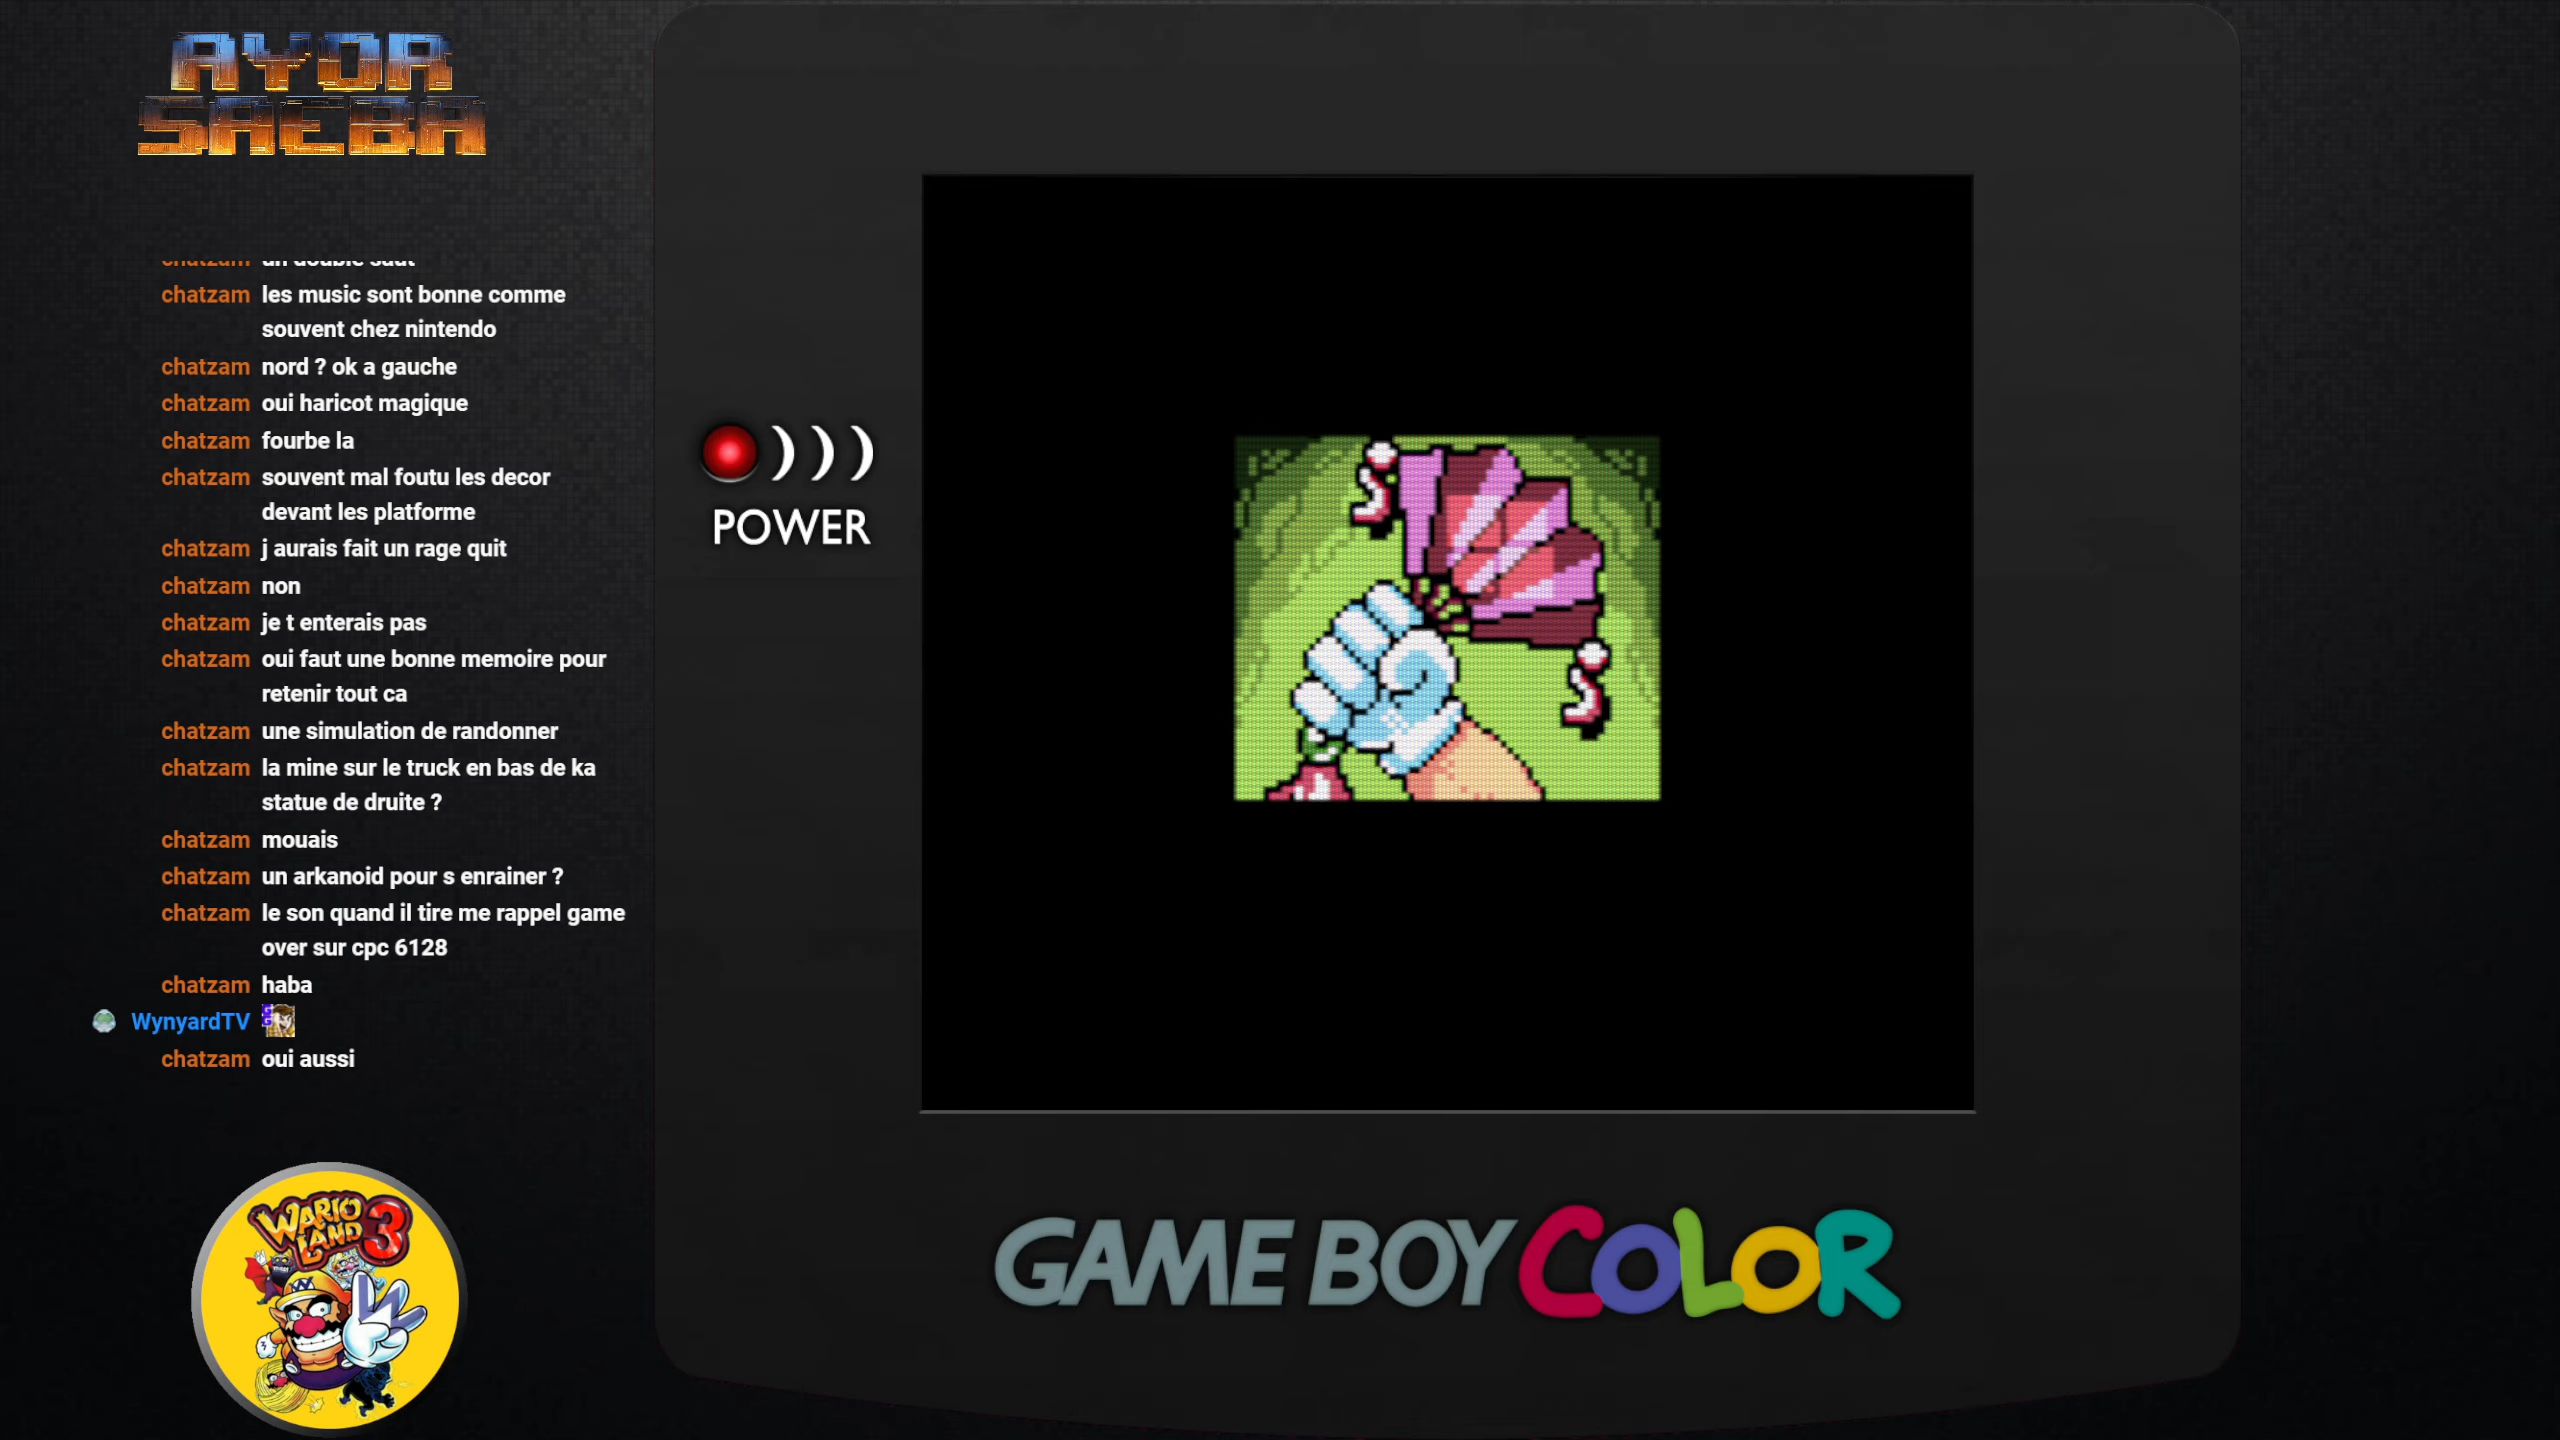 AYOR
SAEBA
chatzam un double saut
chatzam les music sont bonne comme
souvent chez nintendo
chatzam nord ? ok a gauche
chatzam oui haricot magique
chatzam fourbe la
chatzam souvent mal foutu les decor
devant les platforme
chatzam j aurais fait un rage quit
chatzam non
chatzam je t enterais pas
chatzam oui faut une bonne memoire pour
retenir tout ca
chatzam une simulation de randonner
chatzam la mine sur le truck en bas de ka
statue de druite ?
chatzam mouais
chatzam un arkanoid pour s enrainer ?
chatzam le son quand il tire me rappel game
over sur cpc 6128
chatzam haba
WynyardTV
chatzam oui aussi
POWER
WARIO
LAND 3
GAME BOY COLOR